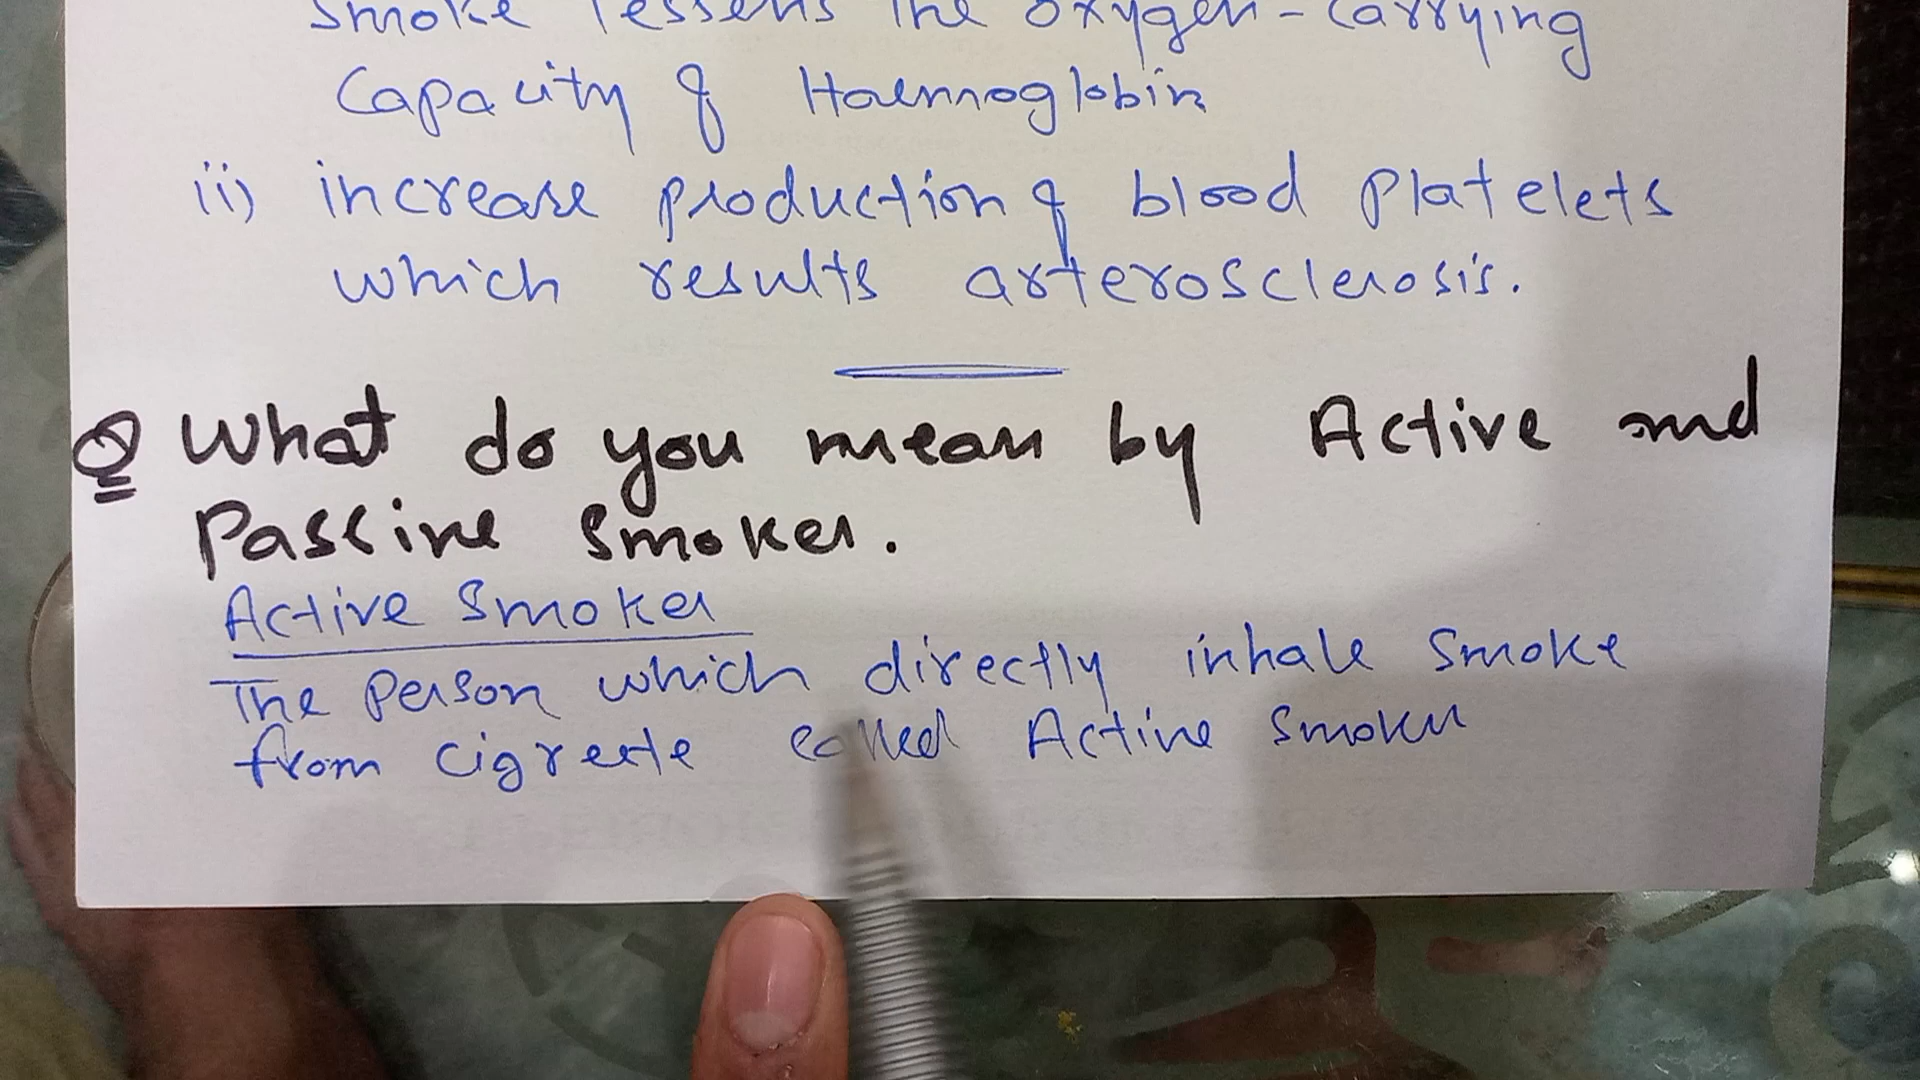 smoke lessens the oxygen-carrying
Capacity of Haemoglobin
ii) increase production of blood platelets
which results arterosclerosis.
Q What do you mean by Active and
Passive Smoker.
Active Smoker
The person which directly inhale smoke
from cigreete called Active Smoker